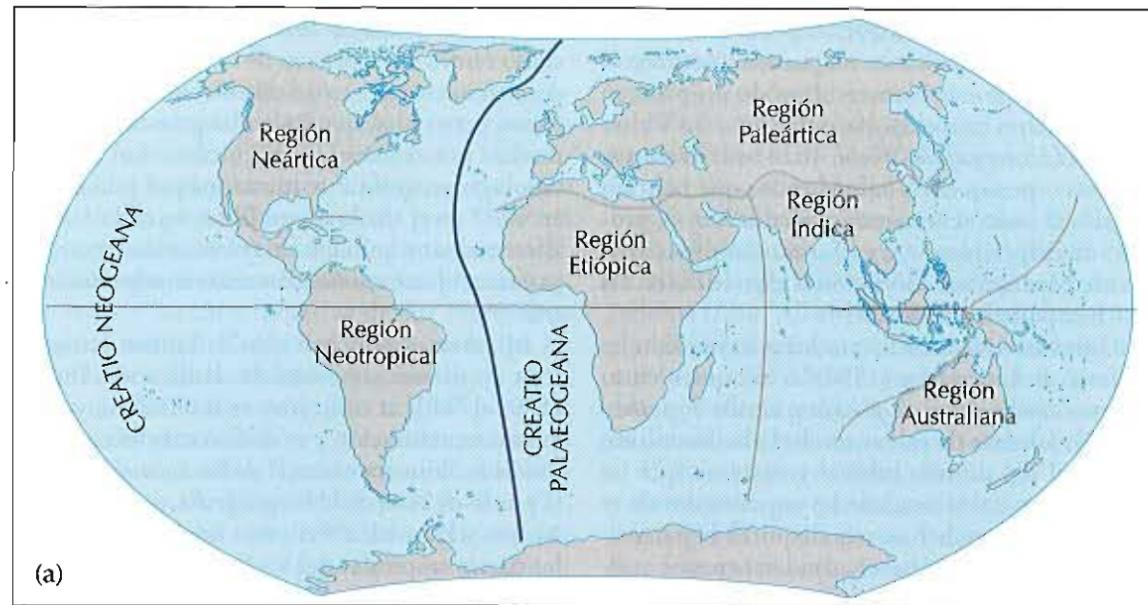 Región
Neártica
Región
Paleártica
Región
Índica
Región
Etiópica
CREATIO NEOGEANA
Región
Neotropical
CREATIO
PALAEOGEANA
Región
Australiana
(a)